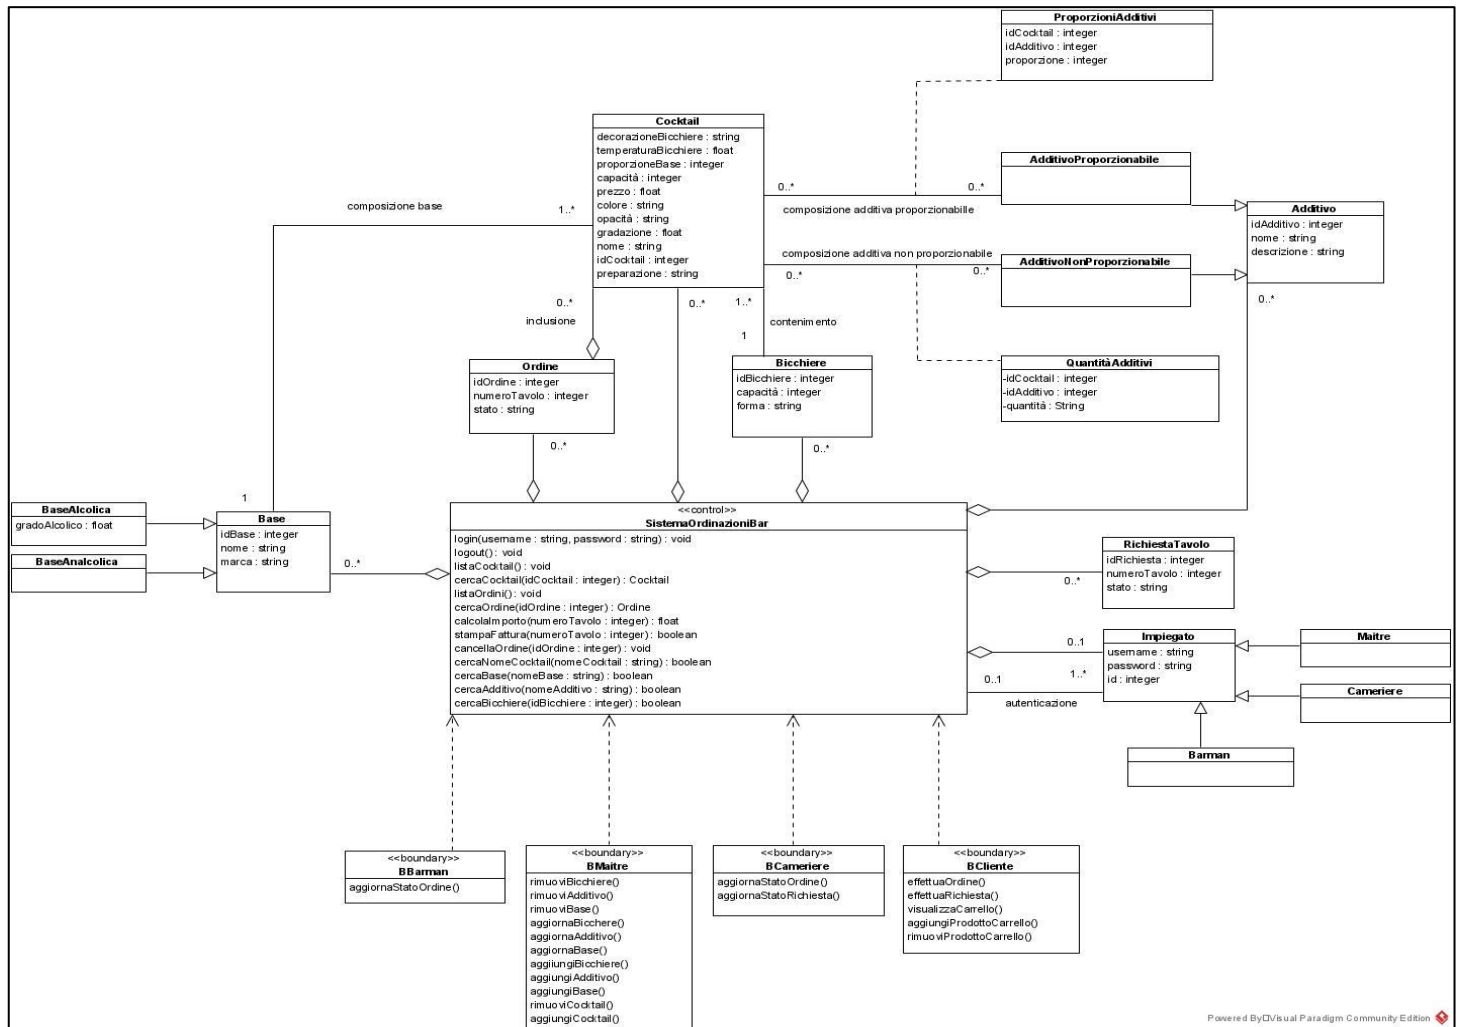 ProporzioniAdditivi
idCocktail : integer
idAdditivo : integer
proporzione : integer
Cocktail
decorazioneBicchiere : string
temperaturaBicchiere : float
proporzioneBase : integer
capacità : integer
prezzo : float
colore : string
opacità : string
gradazione : float
nome : string
idCocktail : integer
preparazione : string
AdditivoProporzionabile
0..*
0..*
composizione additiva proporzionabille
Additivo
idAdditivo : integer
nome : string
descrizione : string
composizione base
1..*
composizione additiva non proporzionabile
0..*
0..*
AdditivoNonProporzionabile
0..*
0..*
inclusione
0..*
1..*
contenimento
1
Ordine
idOrdine : integer
numeroTavolo : integer
stato : string
0..*
Bicchiere
idBicchiere : integer
capacità : integer
forma : string
0..*
QuantitàAdditivi
-idCocktail : integer
-idAdditivo : integer
-quantità : String
1
BaseAlcolica
gradoAlcolico : float
BaseAnalcolica
Base
idBase : integer
nome : string
marca : string
0..*
<<control>>
SistemaOrdinazioniBar
login(username : string, password : string) : void
logout() : void
listaCocktail() : void
cercaCocktail(idCocktail : integer) : Cocktail
listaOrdini() : void
cercaOrdine(idOrdine : integer) : Ordine
calcolaImporto(numeroTavolo : integer) : float
stampaFattura(numeroTavolo : integer) : boolean
cancellaOrdine(idOrdine : integer) : void
cercaNomeCocktail(nomeCocktail : string) : boolean
cercaBase(nomeBase : string) : boolean
cercaAdditivo(nomeAdditivo : string) : boolean
cercaBicchiere(idBicchiere : integer) : boolean
RichiestaTavolo
idRichiesta : integer
numeroTavolo : integer
stato : string
0..*
Impiegato
username : string
password : string
id : integer
0..1
0..1
1..*
autenticazione
Maitre
Cameriere
Barman
<<boundary>>
BBarman
aggiornaStatoOrdine()
<<boundary>>
BMaitre
rimuoviBicchiere()
rimuoviAdditivo()
rimuoviBase()
aggiornaBicchere()
aggiornaAdditivo()
aggiornaBase()
aggiiungiBicchiere()
aggiungiAdditivo()
aggiungiBase()
rimuoviCocktail()
aggiungiCocktail()
<<boundary>>
BCameriere
aggiornaStatoOrdine()
aggiornaStatoRichiesta()
<<boundary>>
BCliente
effettuaOrdine()
effettuaRichiesta()
visualizzaCarrello()
aggiungiProdottoCarrello()
rimuoviProdottoCarrello()
Powered By□Visual Paradigm Community Edition